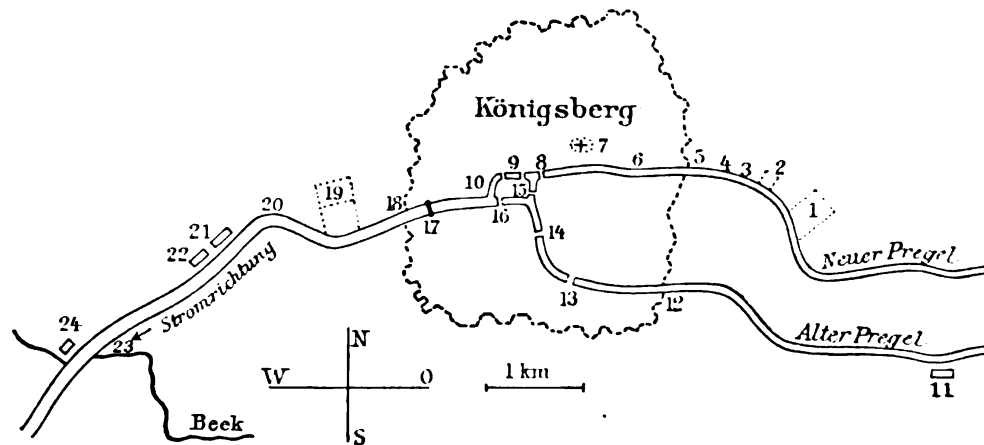 Königsberg
7
9
8
6
5
4
3
2
10
15
1
19
18
20
17
16
21
14
22
Neuer Pregel
Stromrichtung
13
12
24
23
N
Alter Pregel
W
O
1 km
11
Beek
S